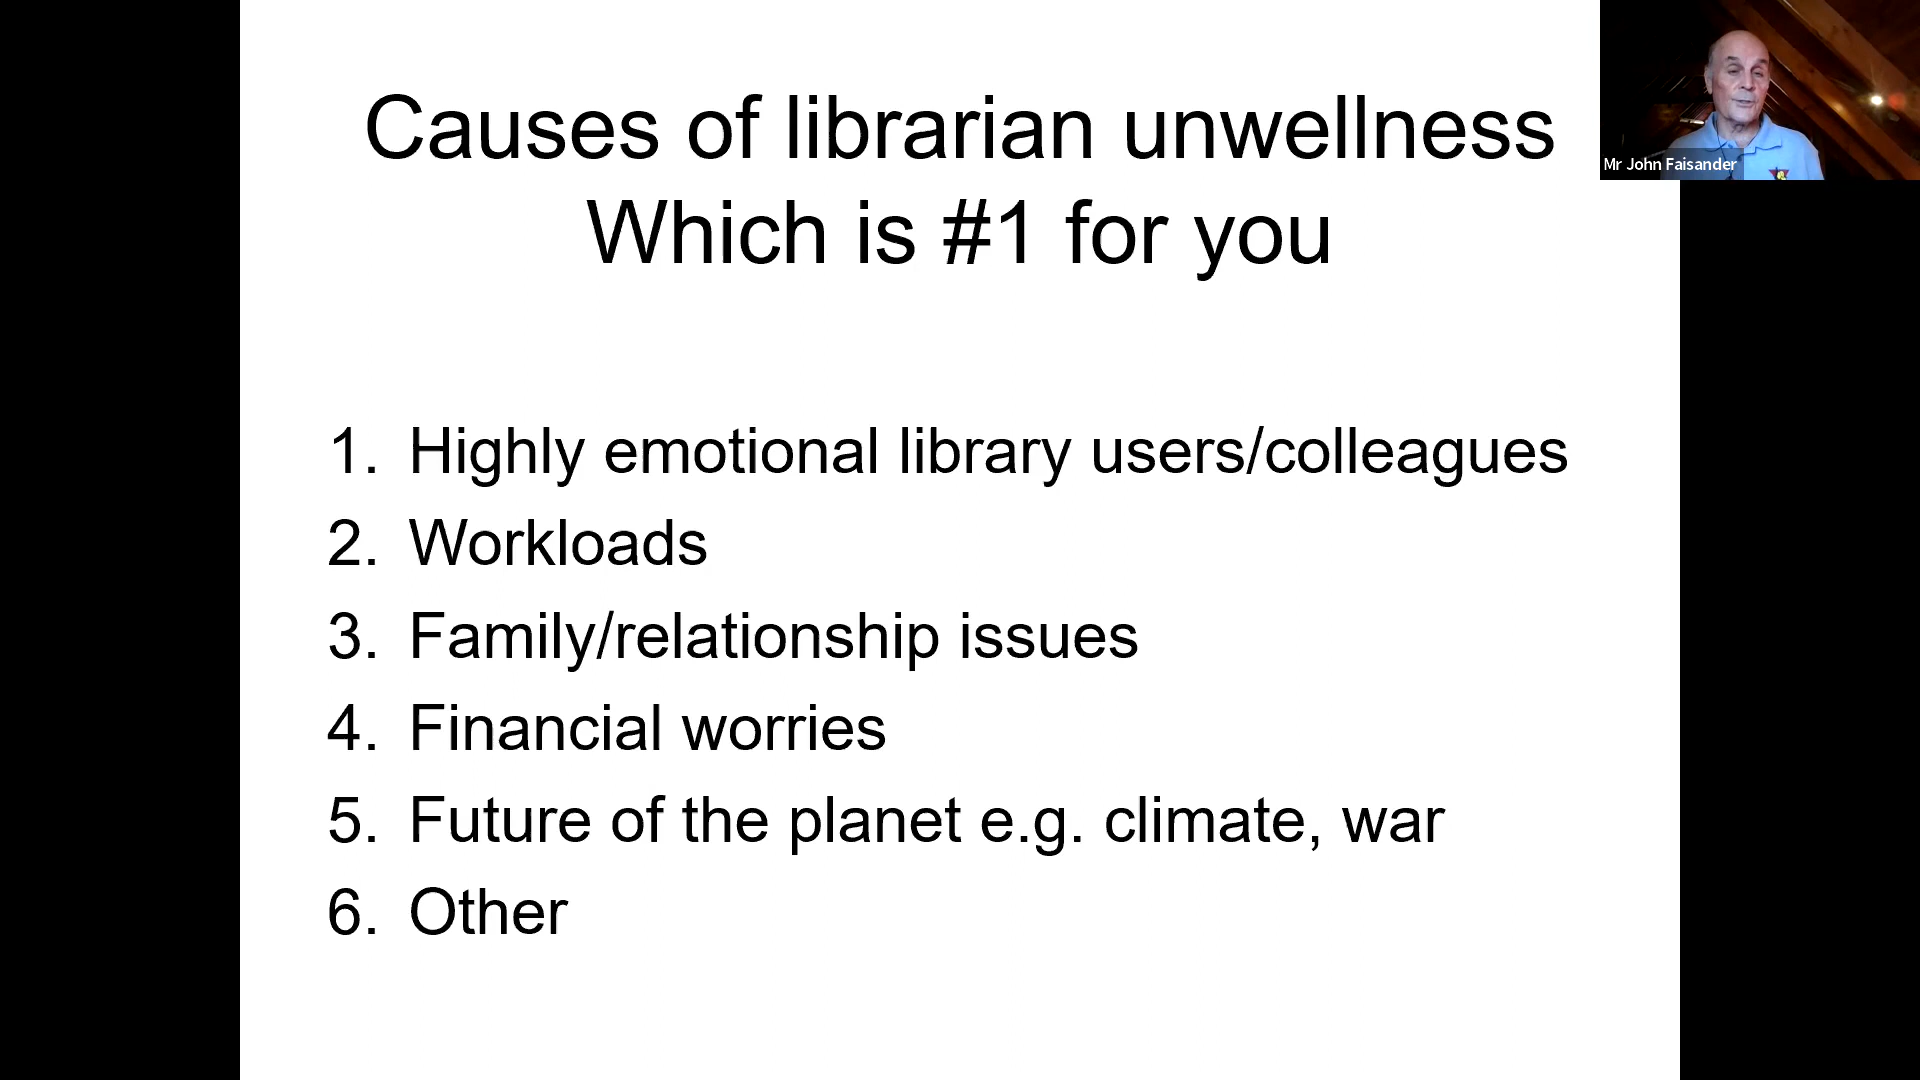 Causes of librarian unwellness
Which is #1 for you
Mr John Faisander
1. Highly emotional library users/colleagues
2. Workloads
3. Family/relationship issues
4. Financial worries
5. Future of the planet e.g. climate, war
6. Other